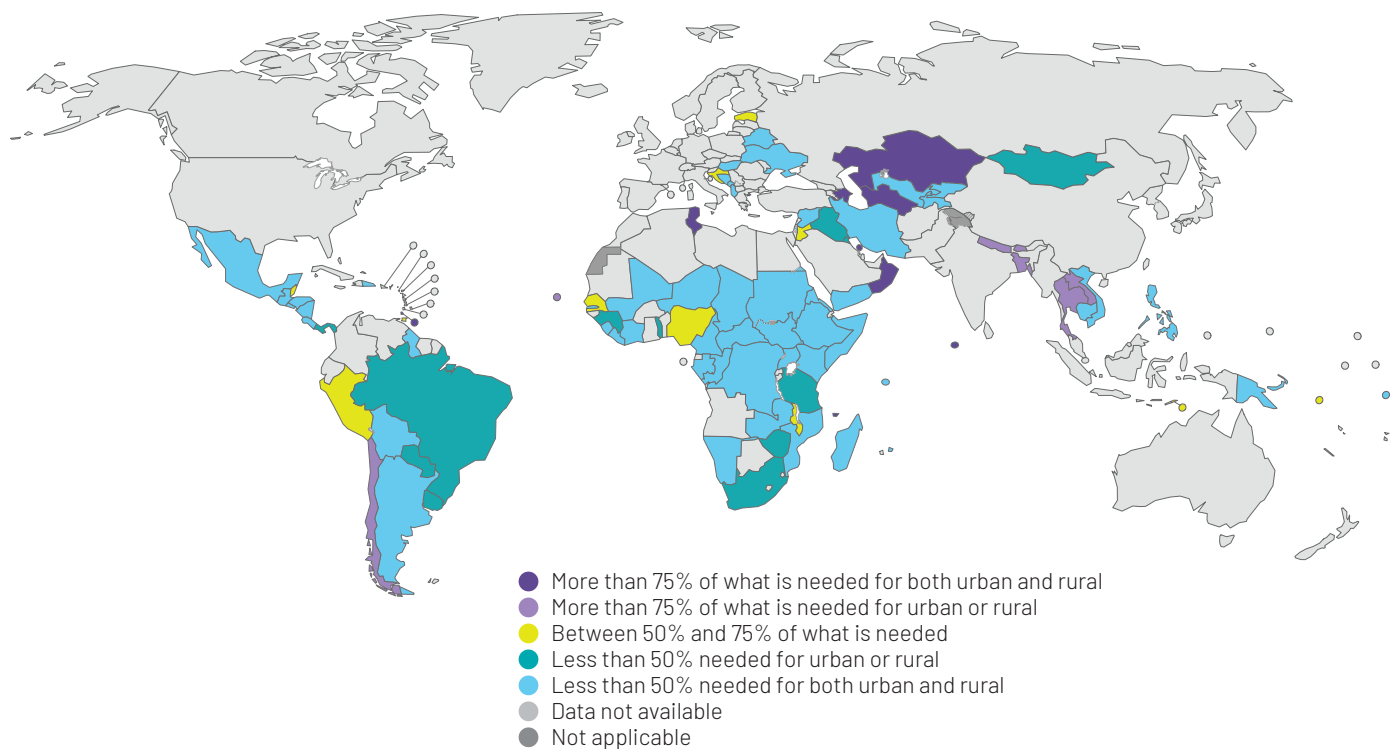 More than 75% of what is needed for both urban and rural
More than 75% of what is needed for urban or rural
Between 50% and 75% of what is needed
Less than 50% needed for urban or rural
Less than 50% needed for both urban and rural
Data not available
Not applicable